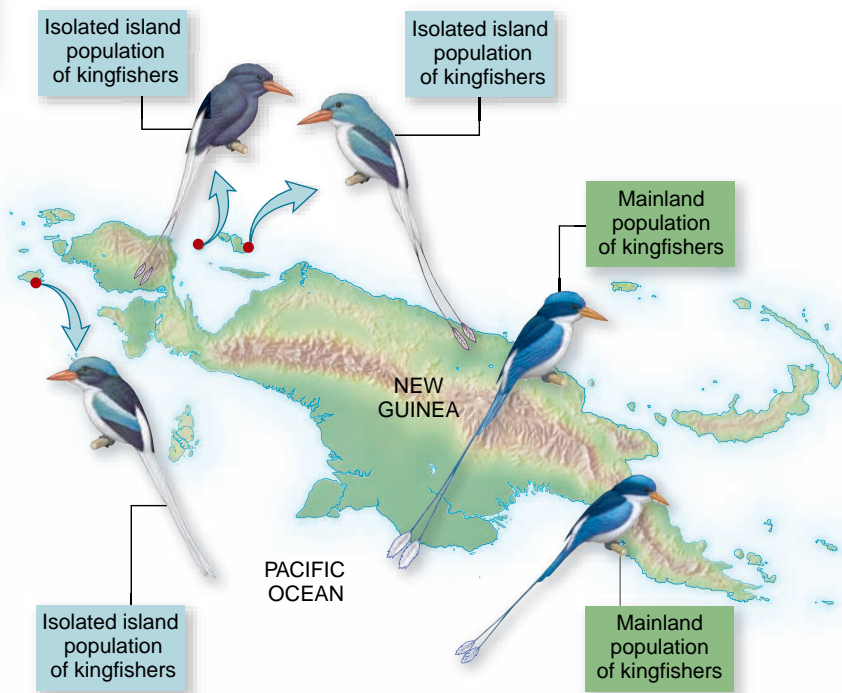 Isolated island
population
of kingfishers
Isolated island
population
of kingfishers
Mainland
population
of kingfishers
NEW
GUINEA
PACIFIC
OCEAN
Isolated island
population
of kingfishers
Mainland
population
of kingfishers